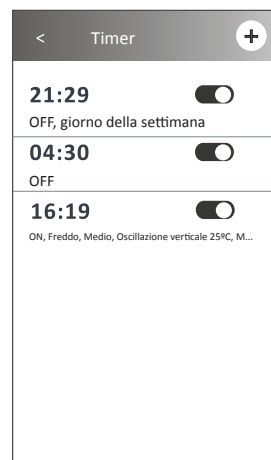 < Timer +
21:29
OFF, giorno della settimana
04:30
OFF
16:19
ON, Freddo, Medio, Oscillazione verticale 25ºC, M...